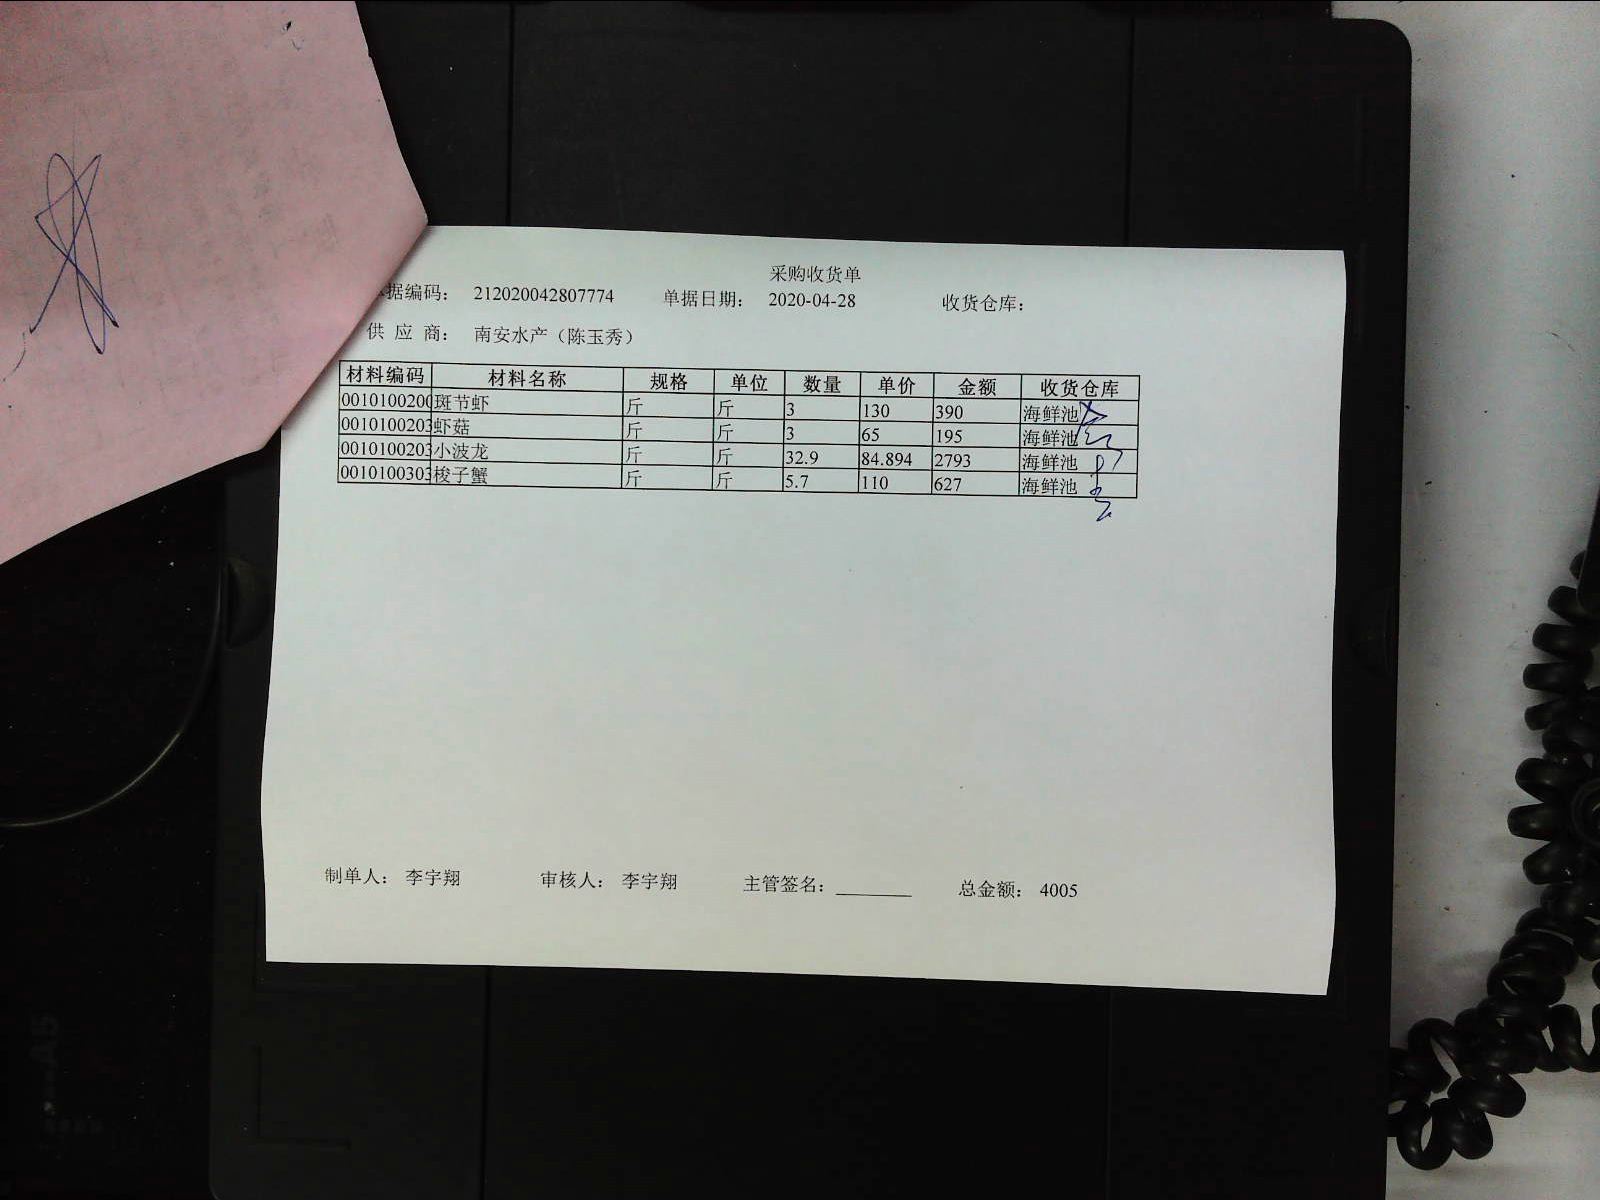 采购收货单
据编码： 212020042807774 单据日期： 2020-04-28 收货仓库：
供 应 商： 南安水产（陈玉秀）
材料编码 材料名称 规格 单位 数量 单价 金额 收货仓库
0010100200 斑节虾 斤 斤 3 130 390 海鲜池
0010100203 虾菇 斤 斤 3 65 195 海鲜池
0010100203 小波龙 斤 斤 32.9 84.894 2793 海鲜池
0010100303 梭子蟹 斤 斤 5.7 110 627 海鲜池
制单人： 李宇翔 审核人： 李宇翔 主管签名：________ 总金额： 4005